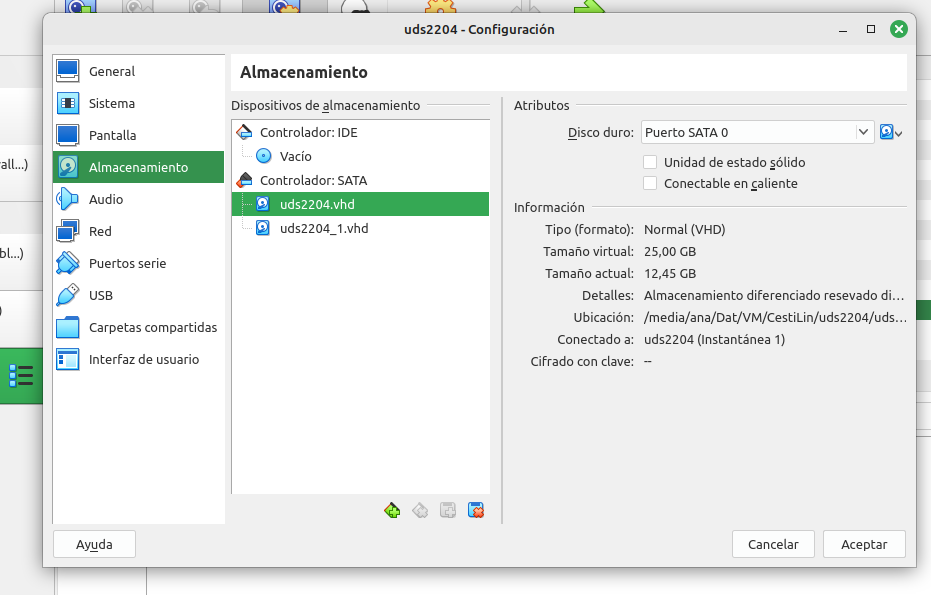 uds2204 - Configuración
General
Sistema
Pantalla
Almacenamiento
Audio
Red
Puertos serie
USB
Carpetas compartidas
Interfaz de usuario
Almacenamiento
Dispositivos de almacenamiento
Controlador: IDE
Vacío
Controlador: SATA
uds2204.vhd
uds2204_1.vhd
Atributos
Disco duro: Puerto SATA 0
Unidad de estado sólido
Conectable en caliente
Información
Tipo (formato): Normal (VHD)
Tamaño virtual: 25,00 GB
Tamaño actual: 12,45 GB
Detalles: Almacenamiento diferenciado resevado di...
Ubicación: /media/ana/Dat/VM/CestiLin/uds2204/uds...
Conectado a: uds2204 (Instantánea 1)
Cifrado con clave: --
Ayuda
Cancelar
Aceptar